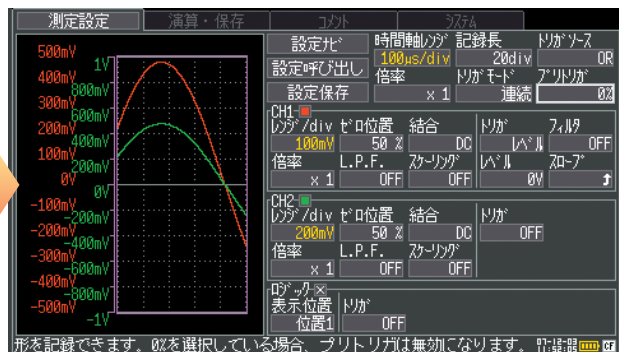 測定設定 演算・保存 コメント システム
500mV
1V
400mV
800mV
300mV
600mV
200mV
400mV
100mV
200mV
0V
0V
-100mV
-200mV
-200mV
-400mV
-300mV
-600mV
-400mV
-800mV
-500mV
-1V
設定ナビ 時間軸レンジ 記録長 トリガソース
100µs/div 20div OR
設定呼び出し 倍率 トリガモード プリトリガ
設定保存 ×1 連続 0%
CH1
レンジ/div ゼロ位置 結合 トリガ フィルタ
100mV 50 % DC レベル OFF
倍率 L.P.F. スケーリング レベル スロープ
×1 OFF OFF 0V
CH2
レンジ/div ゼロ位置 結合 トリガ
200mV 50 % DC OFF
倍率 L.P.F. スケーリング
×1 OFF OFF
ロジック
表示位置 トリガ
位置1 OFF
形を記録できます。0%を選択している場合、プリトリガは無効になります。 CF